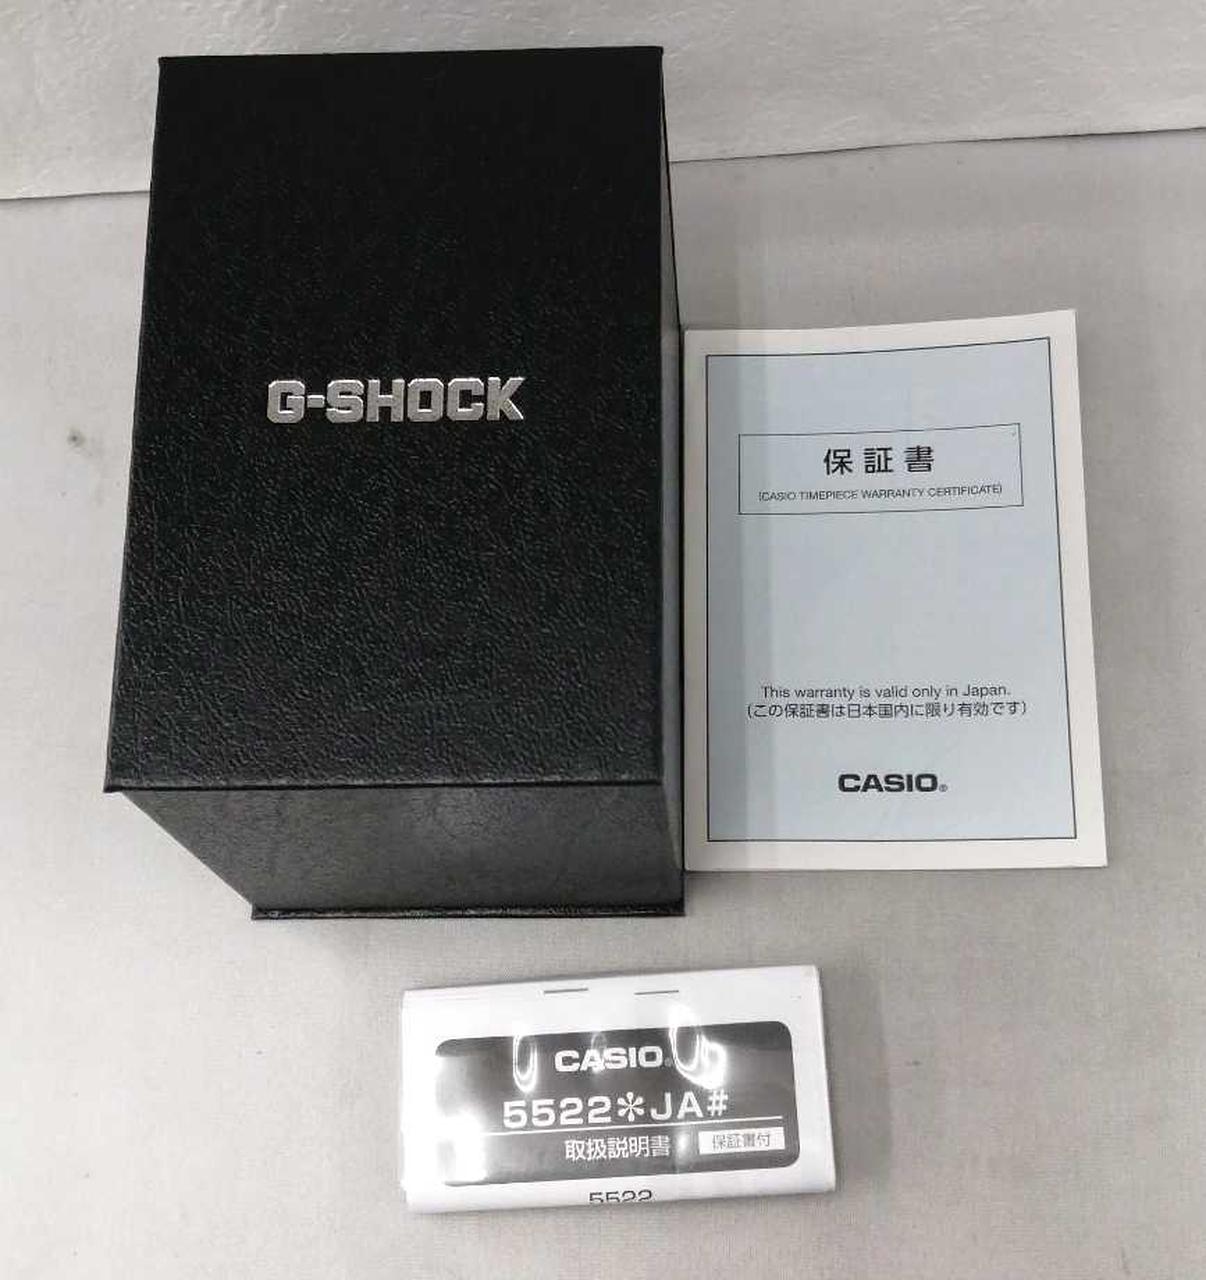 G-SHOCK
保証書
(CASIO TIMEPIECE WARRANTY CERTIFICATE)
This warranty is valid only in Japan.
(この保証書は日本国内に限り有効です)
CASIO®
CASIO®
5522✻JA#
取扱説明書 保証書付
5522